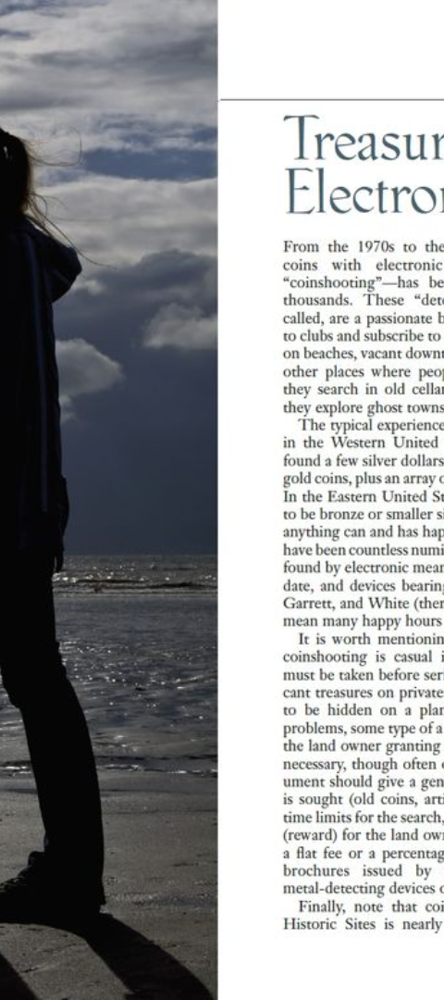 Treasur
Electron
From the 1970s to the
coins with electronic
“coinshooting”—has be
thousands. These “dete
called, are a passionate b
to clubs and subscribe to
on beaches, vacant downt
other places where peop
they search in old cellar
they explore ghost towns
The typical experience
in the Western United
found a few silver dollars
gold coins, plus an array o
In the Eastern United St
to be bronze or smaller si
anything can and has hap
have been countless numi
found by electronic mean
date, and devices bearing
Garrett, and White (ther
mean many happy hours
It is worth mentionin
coinshooting is casual i
must be taken before seri
cant treasures on private
to be hidden on a plan
problems, some type of a
the land owner granting
necessary, though often o
ument should give a gen
is sought (old coins, arti
time limits for the search,
(reward) for the land own
a flat fee or a percentag
brochures issued by
metal-detecting devices o
Finally, note that coi
Historic Sites is nearly